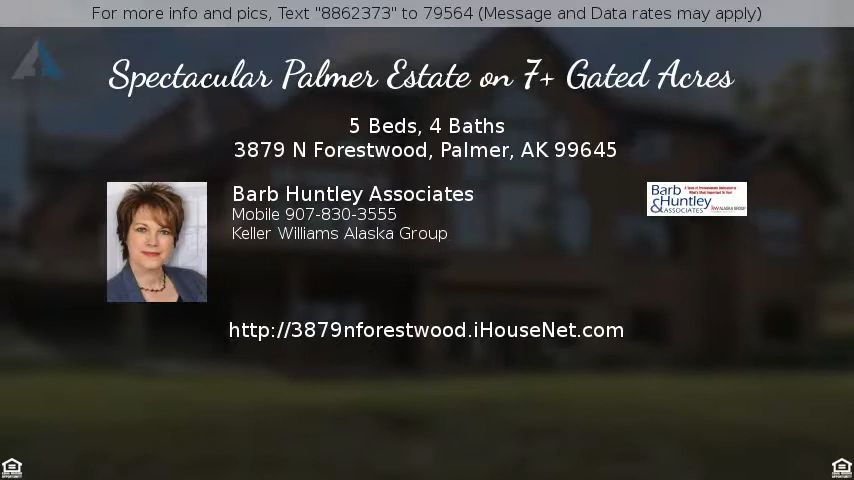 For more info and pics, Text "8862373" to 79564 (Message and Data rates may apply)
Spectacular Palmer Estate on 7+ Gated Acres
5 Beds, 4 Baths
3879 N Forestwood, Palmer, AK 99645
Barb Huntley Associates
Mobile 907-830-3555
Keller Williams Alaska Group
Barb
Huntley
& ASSOCIATES
http://3879nforestwood.iHouseNet.com